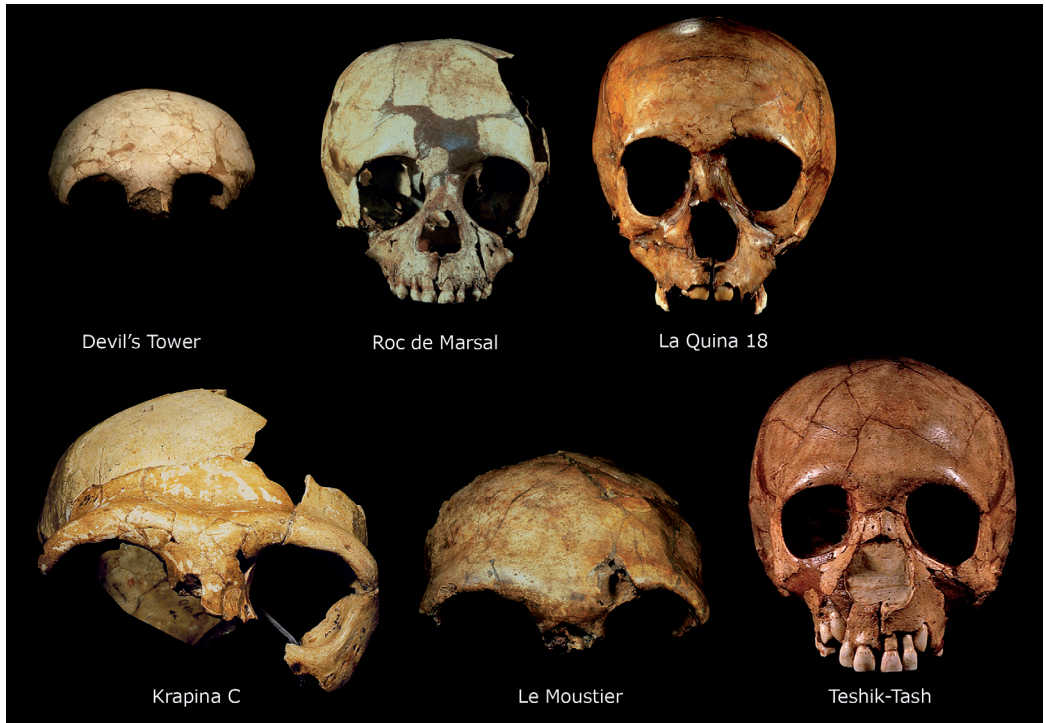 Devil’s Tower
Roc de Marsal
La Quina 18
Krapina C
Le Moustier
Teshik-Tash